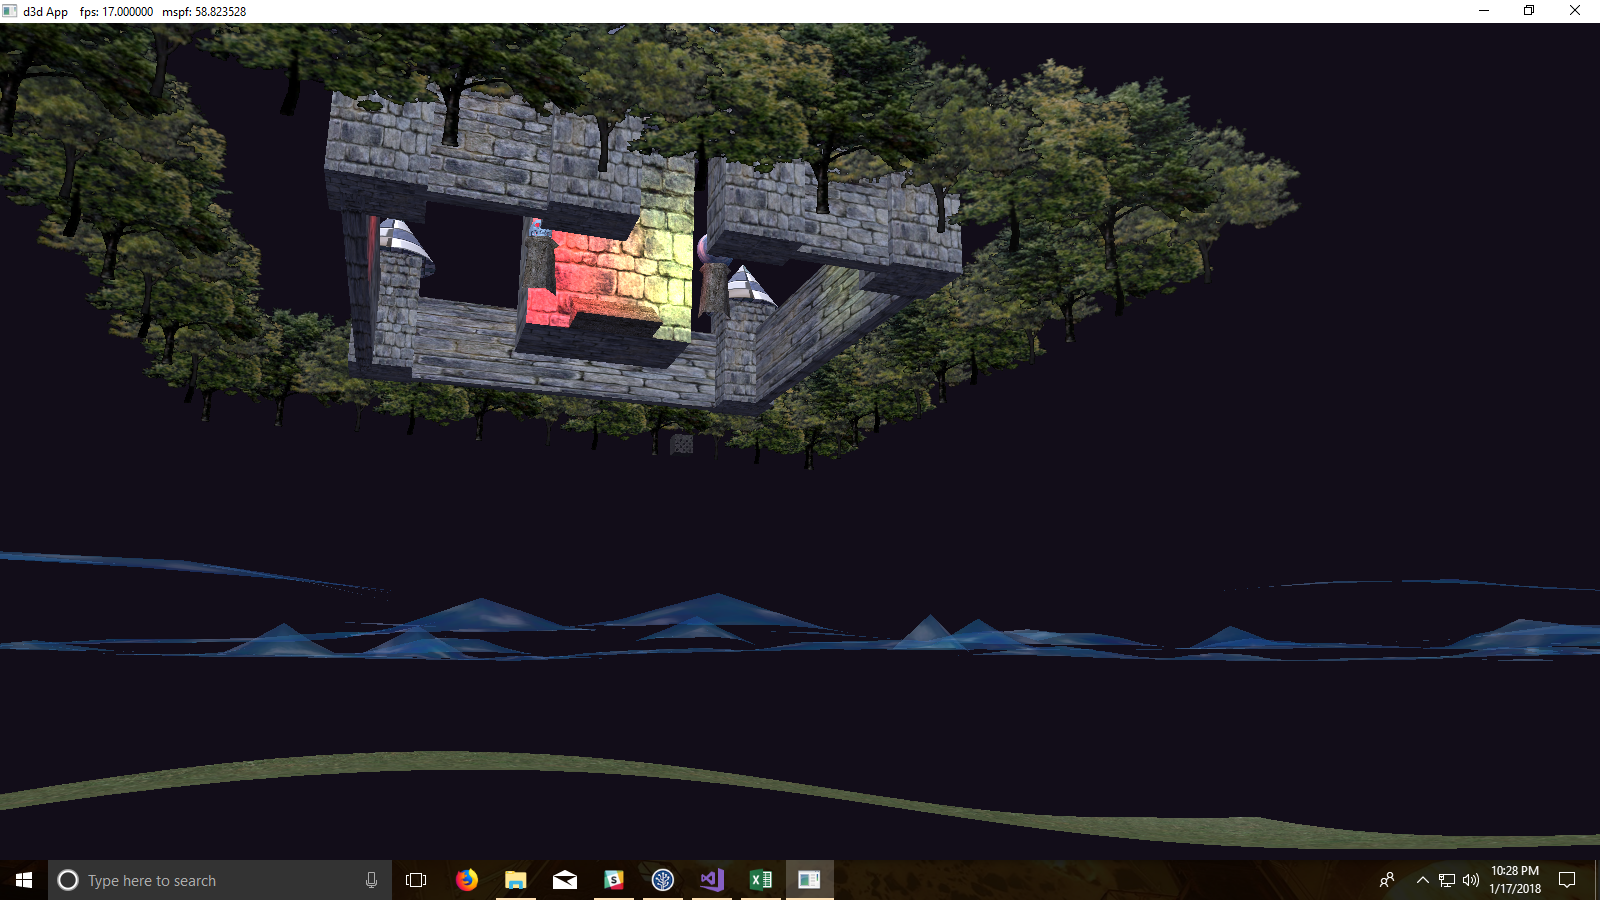 d3d App fps: 17.000000 mspf: 58.823528
Type here to search
10:28 PM
1/17/2018